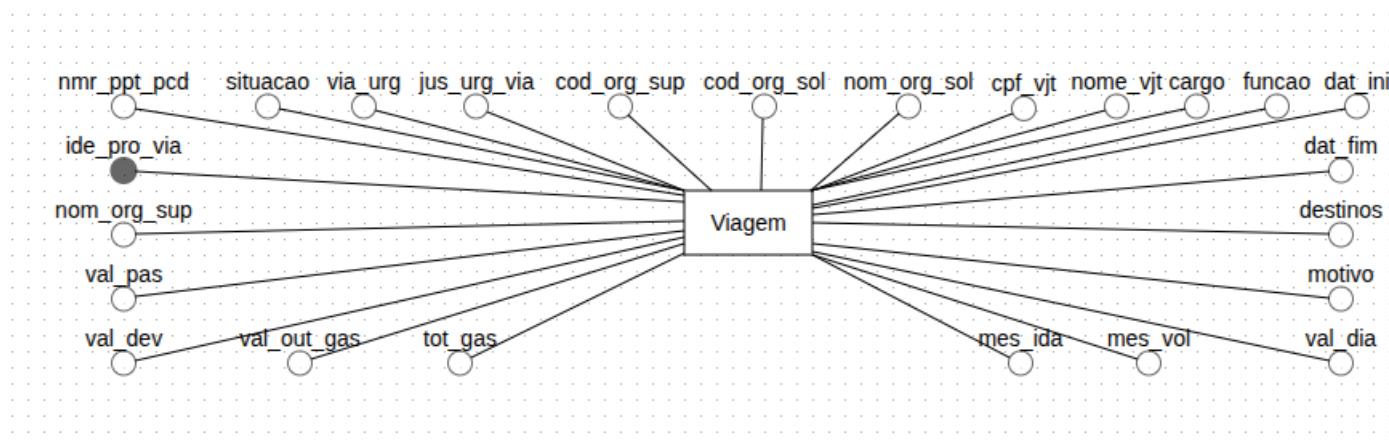 nmr_ppt_pcd situacao via_urg jus_urg_via cod_org_sup cod_org_sol nom_org_sol cpf_vjt nome_vjt cargo funcao dat_ini
ide_pro_via dat_fim
nom_org_sup destinos
Viagem
val_pas motivo
val_dev val_out_gas tot_gas mes_ida mes_vol val_dia